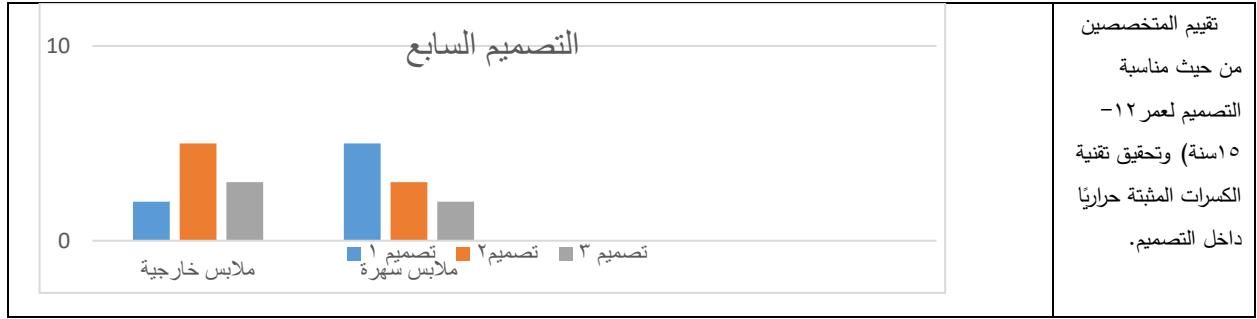 تقييم المتخصصين
من حيث مناسبة
التصميم لعمر ١٢-
١٥سنة) وتحقيق تقنية
الكسرات المثبتة حراريًا
داخل التصميم.
التصميم السابع
10
0
ملابس خارجية
ملابس سهرة
تصميم ١
تصميم٢
تصميم ٣